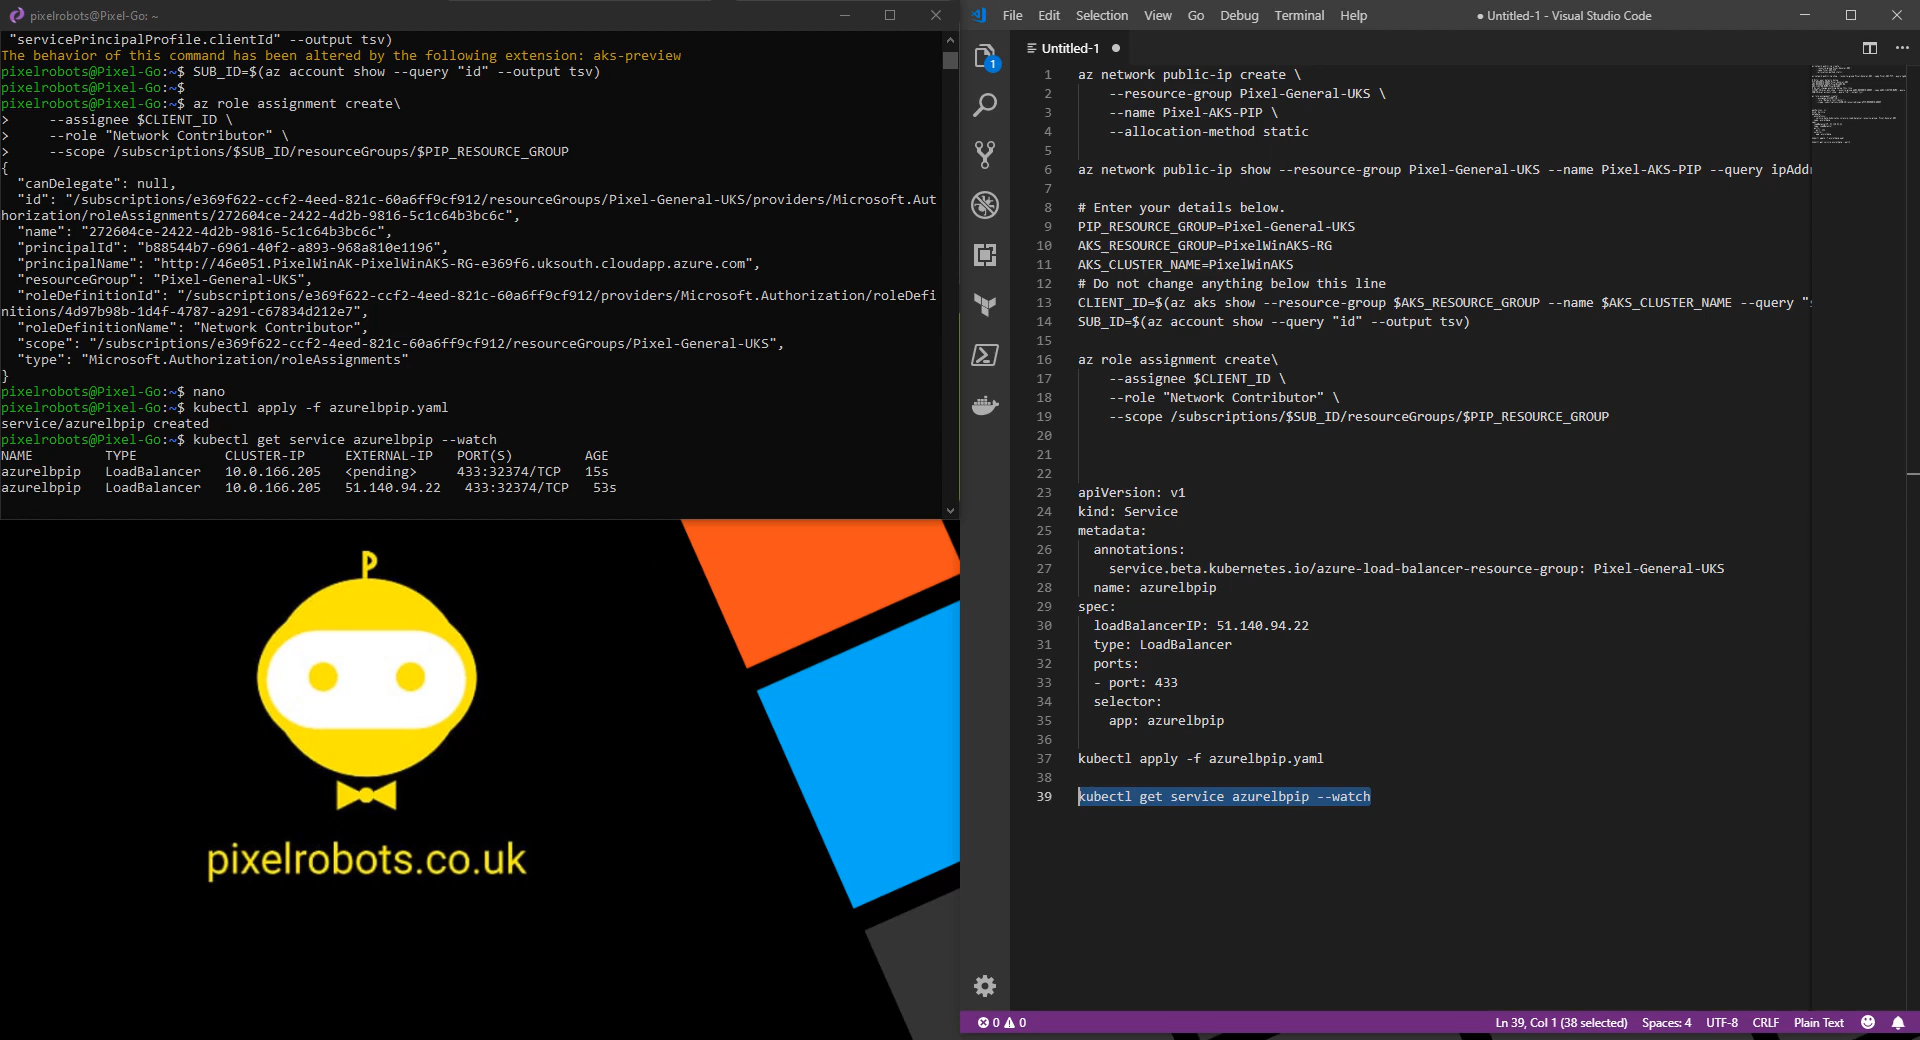 pixelrobots@Pixel-Go: ~
"servicePrincipalProfile.clientId" --output tsv)
The behavior of this command has been altered by the following extension: aks-preview
pixelrobots@Pixel-Go:~$ SUB_ID=$(az account show --query "id" --output tsv)
pixelrobots@Pixel-Go:~$
pixelrobots@Pixel-Go:~$ az role assignment create\
>     --assignee $CLIENT_ID \
>     --role "Network Contributor" \
>     --scope /subscriptions/$SUB_ID/resourceGroups/$PIP_RESOURCE_GROUP
{
  "canDelegate": null,
  "id": "/subscriptions/e369f622-ccf2-4eed-821c-60a6ff9cf912/resourceGroups/Pixel-General-UKS/providers/Microsoft.Aut
horization/roleAssignments/272604ce-2422-4d2b-9816-5c1c64b3bc6c",
  "name": "272604ce-2422-4d2b-9816-5c1c64b3bc6c",
  "principalId": "b88544b7-6961-40f2-a893-968a810e1196",
  "principalName": "http://46e051.PixelWinAK-PixelWinAKS-RG-e369f6.uksouth.cloudapp.azure.com",
  "resourceGroup": "Pixel-General-UKS",
  "roleDefinitionId": "/subscriptions/e369f622-ccf2-4eed-821c-60a6ff9cf912/providers/Microsoft.Authorization/roleDefi
nitions/4d97b98b-1d4f-4787-a291-c67834d212e7",
  "roleDefinitionName": "Network Contributor",
  "scope": "/subscriptions/e369f622-ccf2-4eed-821c-60a6ff9cf912/resourceGroups/Pixel-General-UKS",
  "type": "Microsoft.Authorization/roleAssignments"
}
pixelrobots@Pixel-Go:~$ nano
pixelrobots@Pixel-Go:~$ kubectl apply -f azurelbpip.yaml
service/azurelbpip created
pixelrobots@Pixel-Go:~$ kubectl get service azurelbpip --watch
NAME         TYPE           CLUSTER-IP     EXTERNAL-IP   PORT(S)         AGE
azurelbpip   LoadBalancer   10.0.166.205   <pending>     433:32374/TCP   15s
azurelbpip   LoadBalancer   10.0.166.205   51.140.94.22   433:32374/TCP   53s
pixelrobots.co.uk
File Edit Selection View Go Debug Terminal Help ● Untitled-1 - Visual Studio Code
Untitled-1 ●
1
1 az network public-ip create \
2     --resource-group Pixel-General-UKS \
3     --name Pixel-AKS-PIP \
4     --allocation-method static
5
6 az network public-ip show --resource-group Pixel-General-UKS --name Pixel-AKS-PIP --query ipAddr
7
8 # Enter your details below.
9 PIP_RESOURCE_GROUP=Pixel-General-UKS
10 AKS_RESOURCE_GROUP=PixelWinAKS-RG
11 AKS_CLUSTER_NAME=PixelWinAKS
12 # Do not change anything below this line
13 CLIENT_ID=$(az aks show --resource-group $AKS_RESOURCE_GROUP --name $AKS_CLUSTER_NAME --query "s
14 SUB_ID=$(az account show --query "id" --output tsv)
15
16 az role assignment create\
17     --assignee $CLIENT_ID \
18     --role "Network Contributor" \
19     --scope /subscriptions/$SUB_ID/resourceGroups/$PIP_RESOURCE_GROUP
20
21
22
23 apiVersion: v1
24 kind: Service
25 metadata:
26   annotations:
27     service.beta.kubernetes.io/azure-load-balancer-resource-group: Pixel-General-UKS
28   name: azurelbpip
29 spec:
30   loadBalancerIP: 51.140.94.22
31   type: LoadBalancer
32   ports:
33   - port: 433
34   selector:
35     app: azurelbpip
36
37 kubectl apply -f azurelbpip.yaml
38
39 kubectl get service azurelbpip --watch
0 0 Ln 39, Col 1 (38 selected) Spaces: 4 UTF-8 CRLF Plain Text